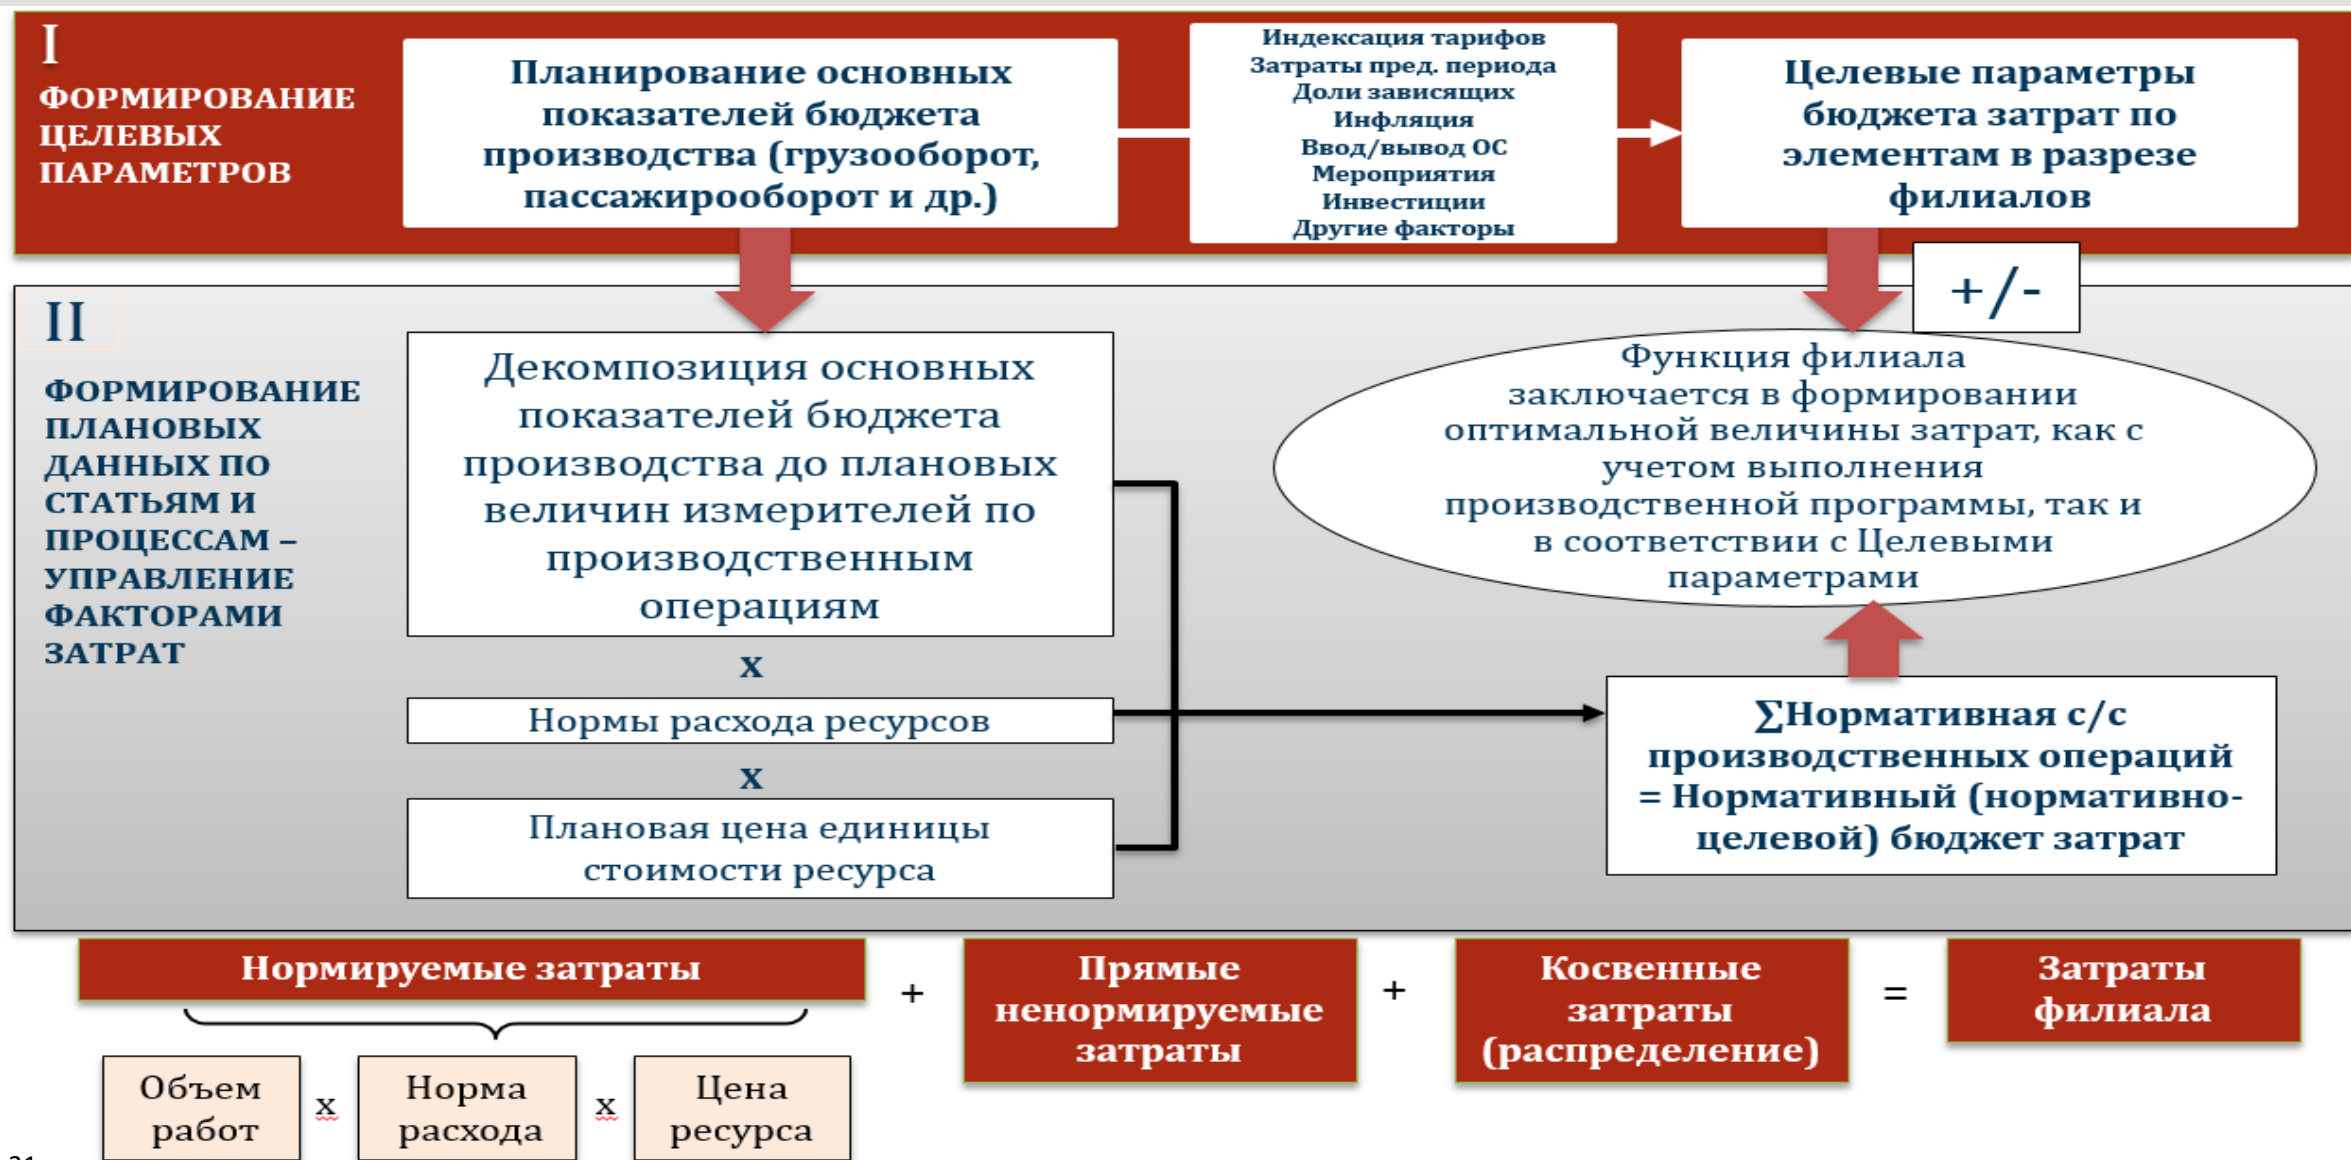 I
ФОРМИРОВАНИЕ
ЦЕЛЕВЫХ
ПАРАМЕТРОВ
Планирование основных
показателей бюджета
производства (грузооборот,
пассажирооборот и др.)
Индексация тарифов
Затраты пред. периода
Доли зависящих
Инфляция
Ввод/вывод ОС
Мероприятия
Инвестиции
Другие факторы
Целевые параметры
бюджета затрат по
элементам в разрезе
филиалов
+/-
II
ФОРМИРОВАНИЕ
ПЛАНОВЫХ
ДАННЫХ ПО
СТАТЬЯМ И
ПРОЦЕССАМ –
УПРАВЛЕНИЕ
ФАКТОРАМИ
ЗАТРАТ
Декомпозиция основных
показателей бюджета
производства до плановых
величин измерителей по
производственным
операциям
х
Нормы расхода ресурсов
х
Плановая цена единицы
стоимости ресурса
Функция филиала
заключается в формировании
оптимальной величины затрат, как с
учетом выполнения
производственной программы, так и
в соответствии с Целевыми
параметрами
∑Нормативная с/с
производственных операций
= Нормативный (нормативно-
целевой) бюджет затрат
Нормируемые затраты
+
Прямые
ненормируемые
затраты
+
Косвенные
затраты
(распределение)
=
Затраты
филиала
Объем
работ
х
Норма
расхода
х
Цена
ресурса